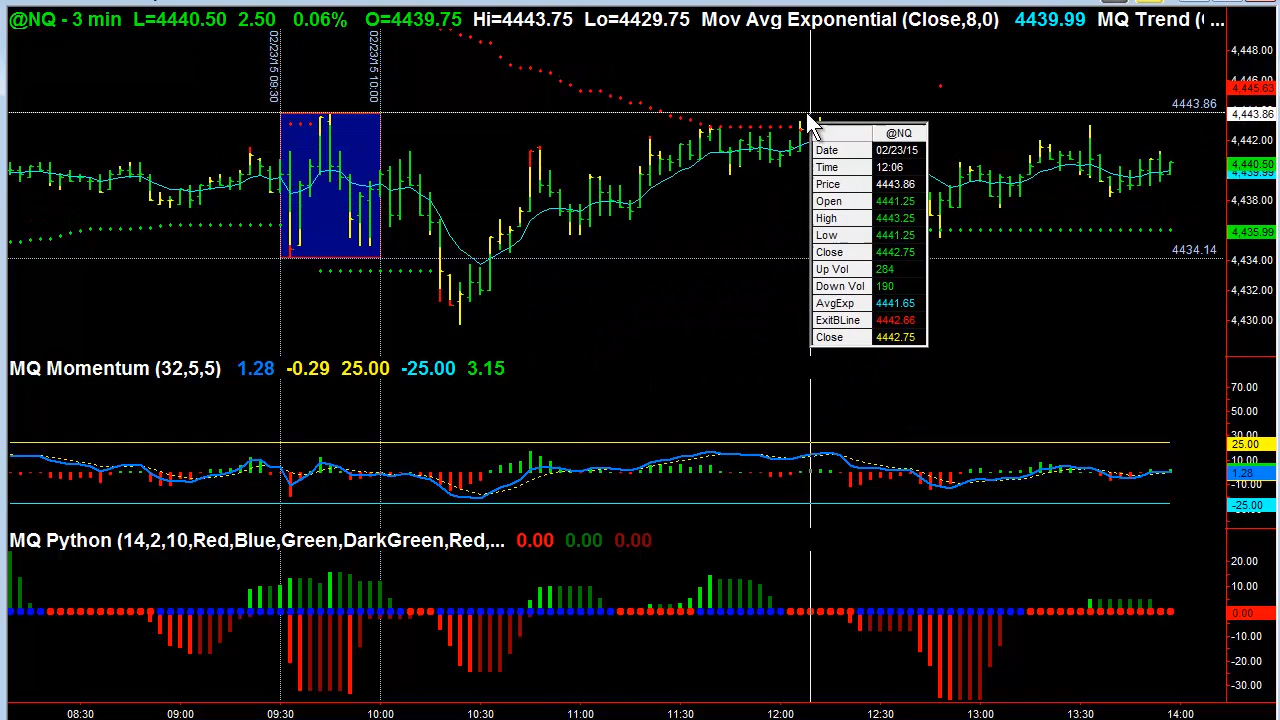 @NQ - 3 min L=4440.50 2.50 0.06% O=4439.75 Hi=4443.75 Lo=4429.75 Mov Avg Exponential (Close,8,0) 4439.99 MQ Trend ( ...
02/23/15 09:30
02/23/15 10:00
4,448.00
4,445.63
4443.86
4,443.86
4,442.00
4,440.50
4,438.00
4,435.99
4434.14
4,434.00
4,432.00
4,430.00
@NQ
Date 02/23/15
Time 12:06
Price 4443.86
Open 4441.25
High 4443.25
Low 4441.25
Close 4442.75
Up Vol 284
Down Vol 190
AvgExp 4441.65
ExitBLine 4442.66
Close 4442.75
MQ Momentum (32,5,5) 1.28 -0.29 25.00 -25.00 3.15
70.00
50.00
30.00
25.00
10.00
1.28
-10.00
-25.00
MQ Python (14,2,10,Red,Blue,Green,DarkGreen,Red,... 0.00 0.00 0.00
20.00
10.00
0.00
-10.00
-20.00
-30.00
08:30 09:00 09:30 10:00 10:30 11:00 11:30 12:00 12:30 13:00 13:30 14:00